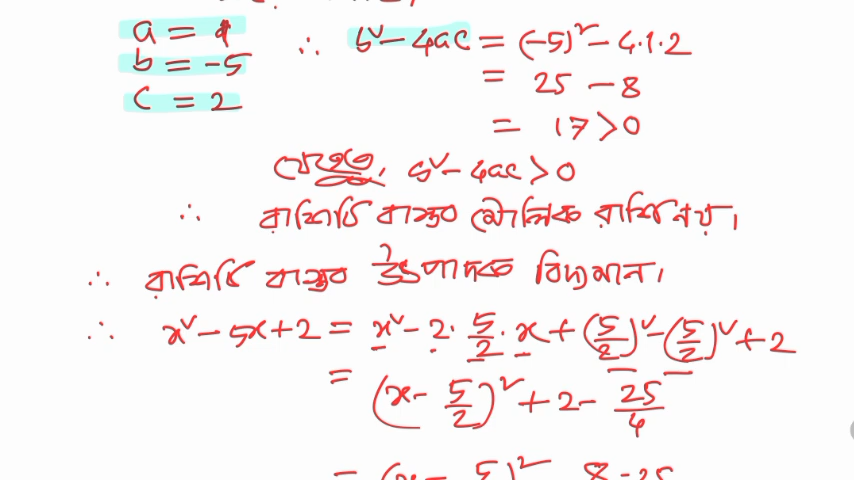 a = 1
b = -5
c = 2
∴ b² - 4ac = (-5)² - 4.1.2
= 25 - 8
= 17 > 0
যেহেতু, b² - 4ac > 0
∴ রাশিটি বাস্তব মৌলিক রাশি নয়।
∴ রাশিটি বাস্তব উৎপাদক বিদ্যমান।
∴ x² - 5x + 2 = x² - 2 · 5/2 · x + (5/2)² - (5/2)² + 2
= (x - 5/2)² + 2 - 25/4